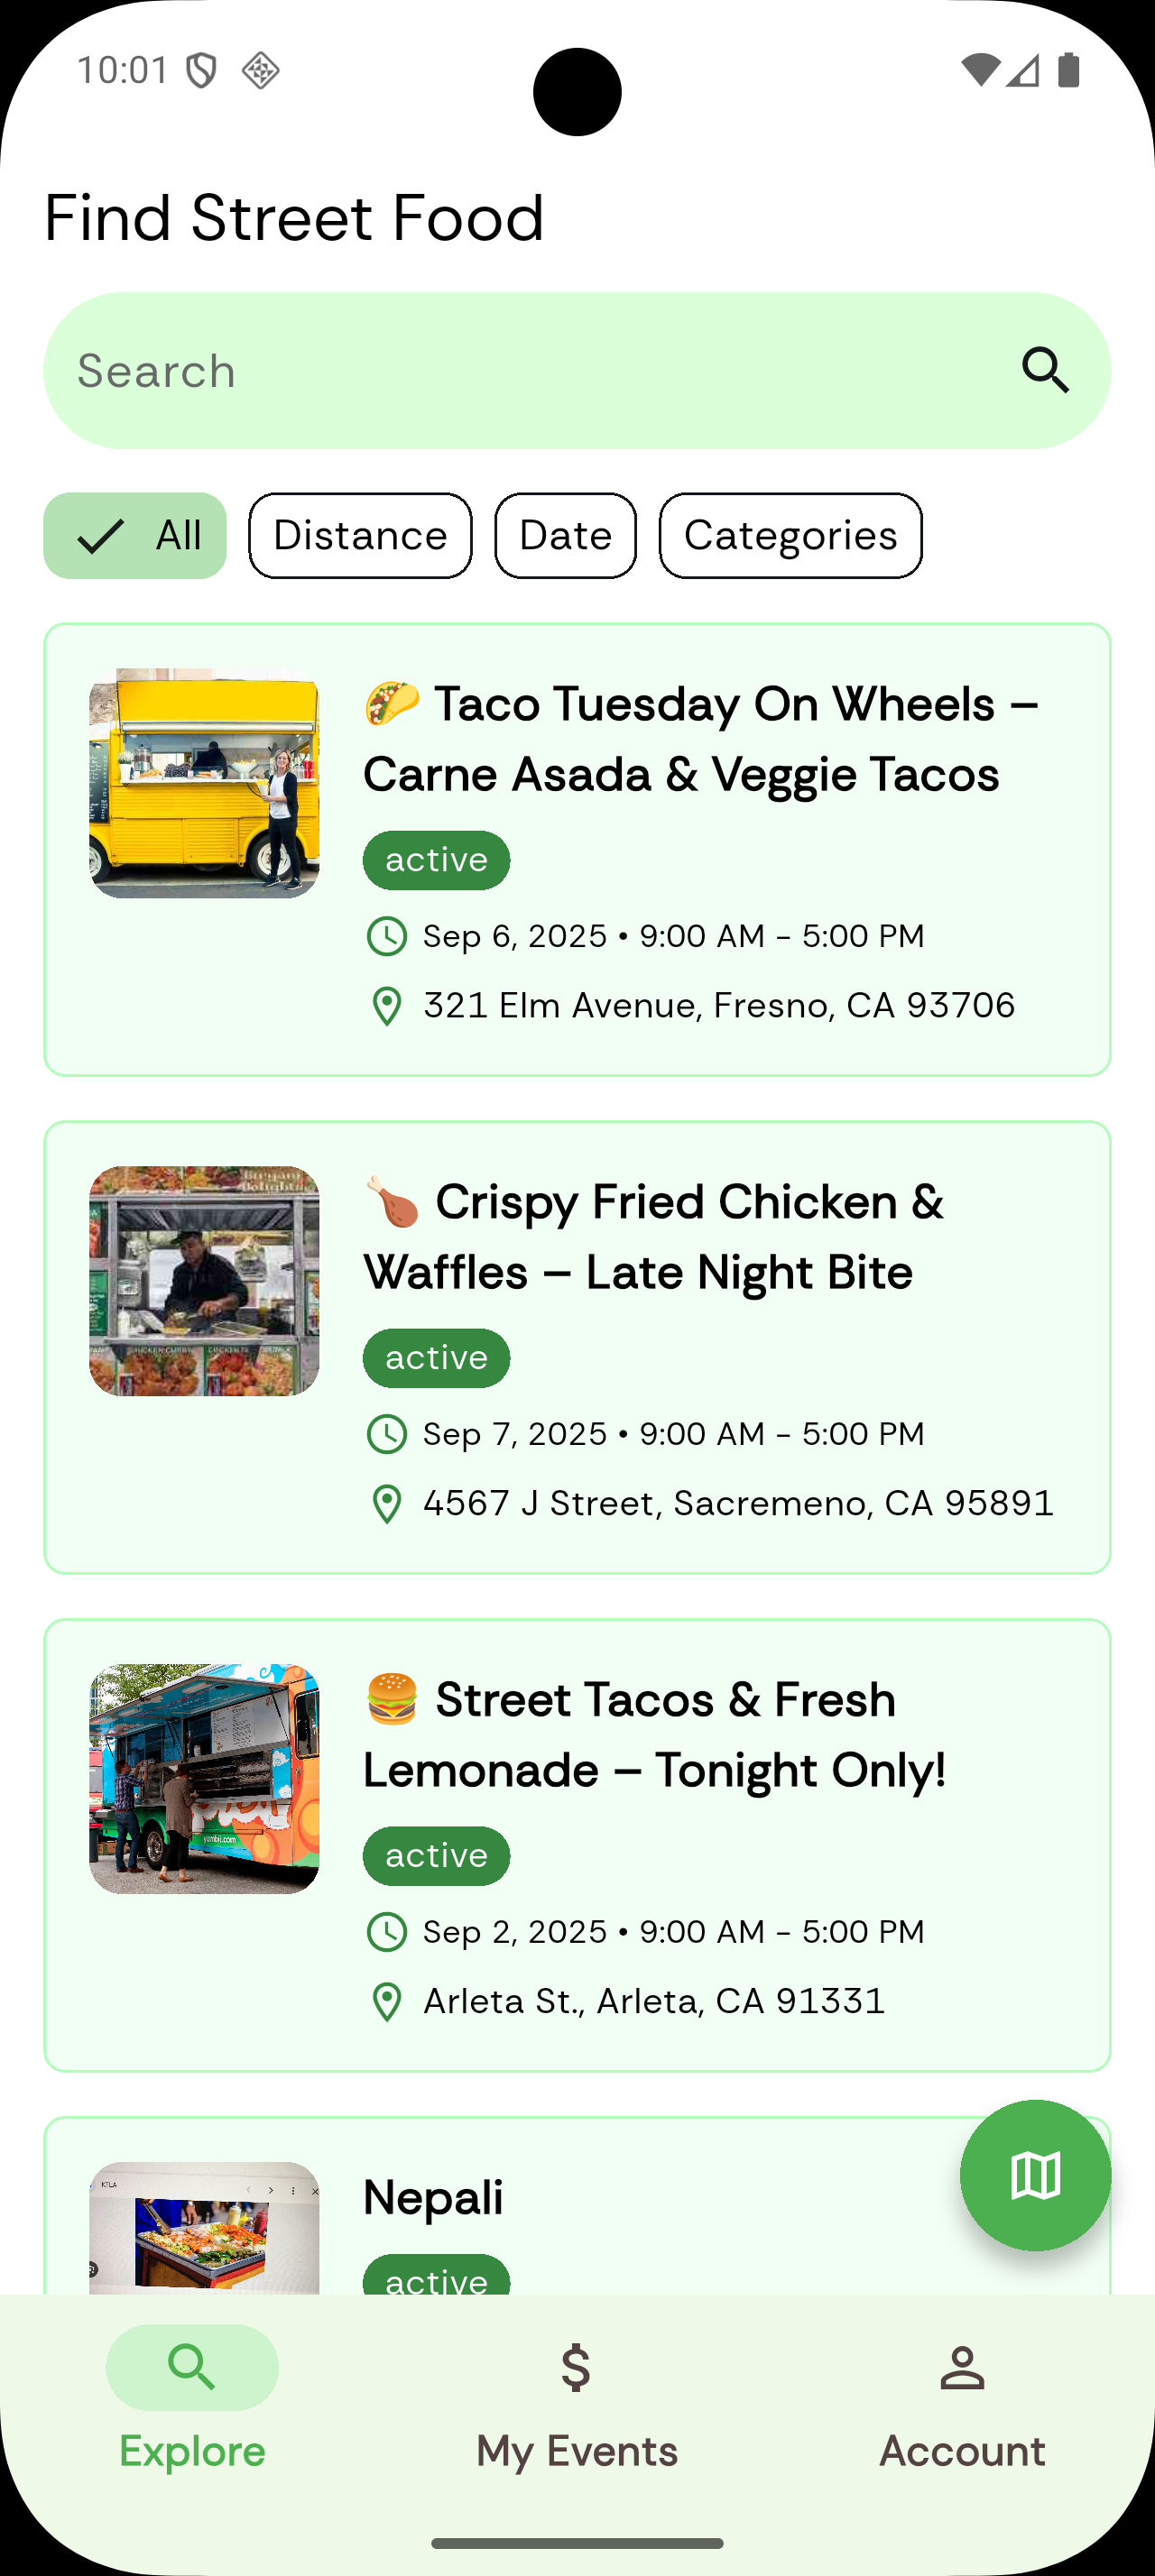 10:01
Find Street Food
Search
All Distance Date Categories
🌮 Taco Tuesday On Wheels –
Carne Asada & Veggie Tacos
active
Sep 6, 2025 • 9:00 AM - 5:00 PM
321 Elm Avenue, Fresno, CA 93706
🍗 Crispy Fried Chicken &
Waffles – Late Night Bite
active
Sep 7, 2025 • 9:00 AM - 5:00 PM
4567 J Street, Sacremeno, CA 95891
🍔 Street Tacos & Fresh
Lemonade – Tonight Only!
active
Sep 2, 2025 • 9:00 AM - 5:00 PM
Arleta St., Arleta, CA 91331
KTLA
Nepali
active
Explore My Events Account